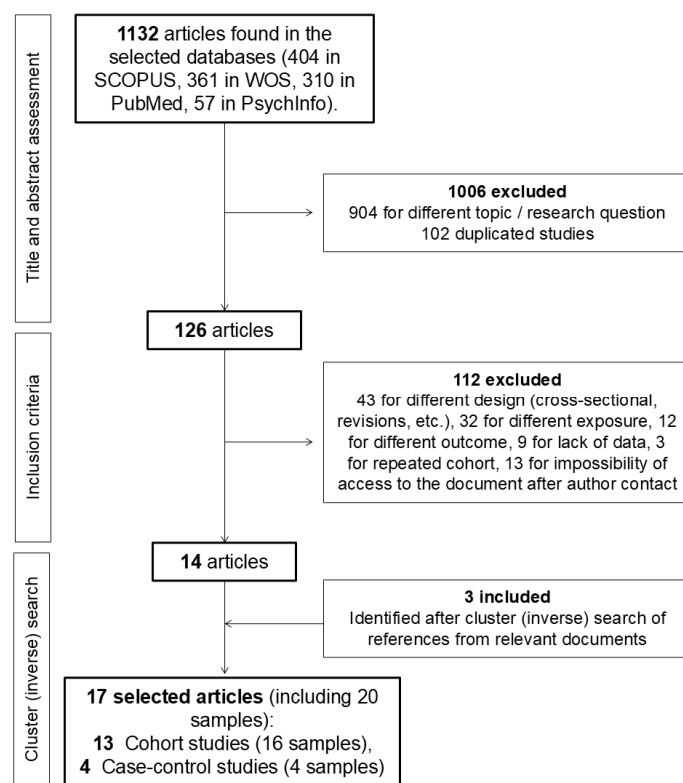 Title and abstract assessment
1132 articles found in the
selected databases (404 in
SCOPUS, 361 in WOS, 310 in
PubMed, 57 in PsychInfo).
1006 excluded
904 for different topic / research question
102 duplicated studies
126 articles
Inclusion criteria
112 excluded
43 for different design (cross-sectional,
revisions, etc.), 32 for different exposure, 12
for different outcome, 9 for lack of data, 3
for repeated cohort, 13 for impossibility of
access to the document after author contact
14 articles
Cluster (inverse) search
3 included
Identified after cluster (inverse) search of
references from relevant documents
17 selected articles (including 20
samples):
13 Cohort studies (16 samples),
4 Case-control studies (4 samples)